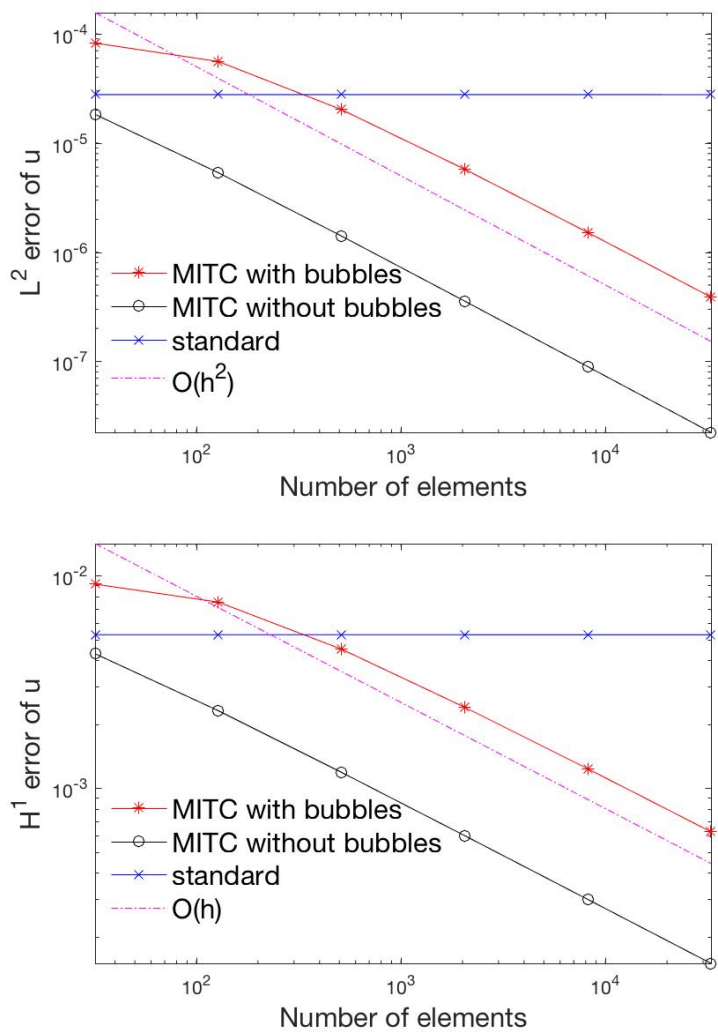 10^-4
10^-5
10^-6
10^-7
L^2 error of u
MITC with bubbles
MITC without bubbles
standard
O(h^2)
10^2 10^3 10^4
Number of elements
10^-2
10^-3
H^1 error of u
MITC with bubbles
MITC without bubbles
standard
O(h)
10^2 10^3 10^4
Number of elements